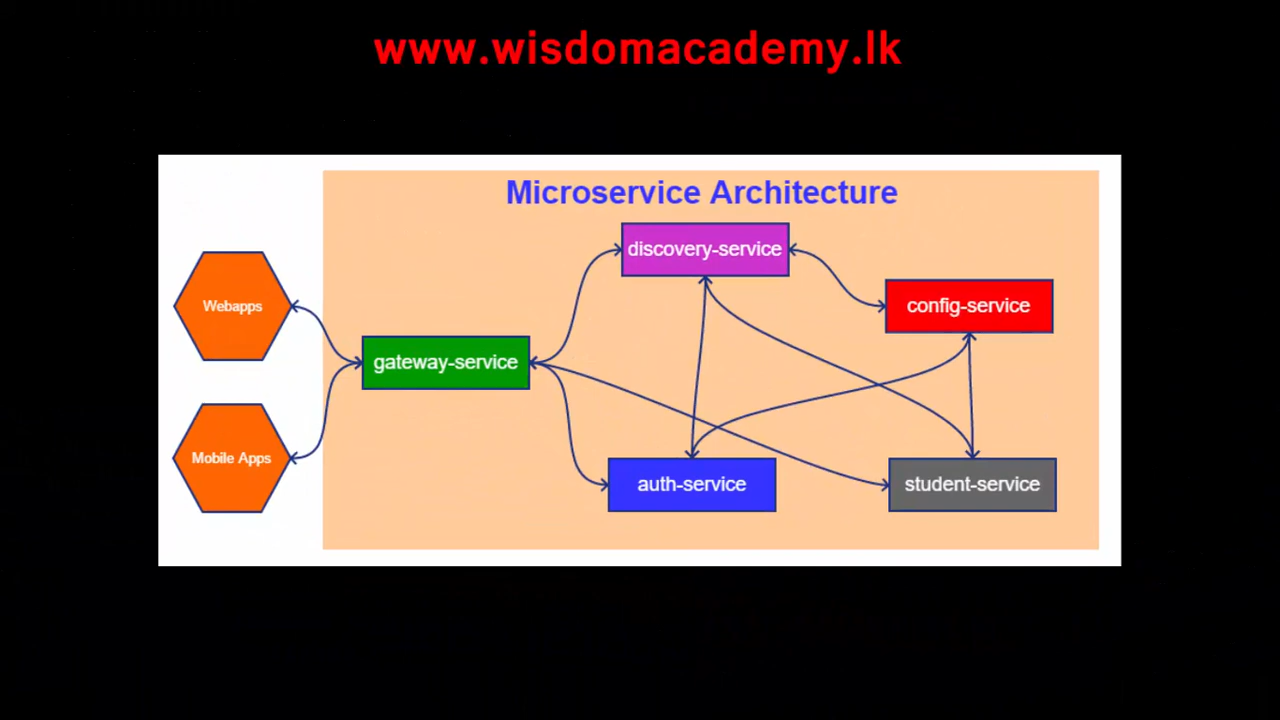 www.wisdomacademy.lk
Microservice Architecture
discovery-service
Webapps
config-service
gateway-service
Mobile Apps
auth-service
student-service